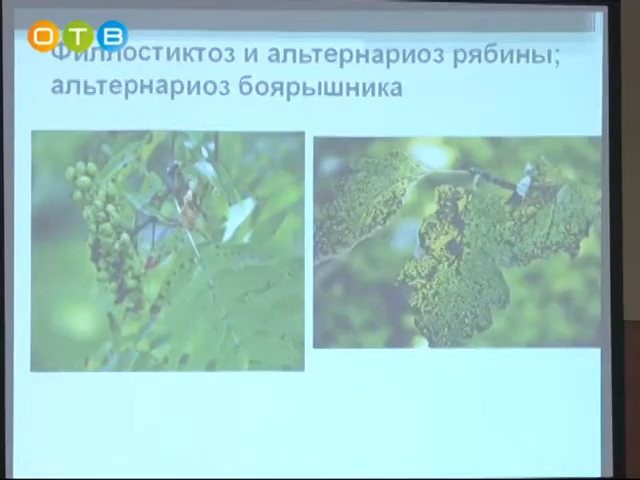 ОТВ
Филлостиктоз и альтернариоз рябины;
альтернариоз боярышника